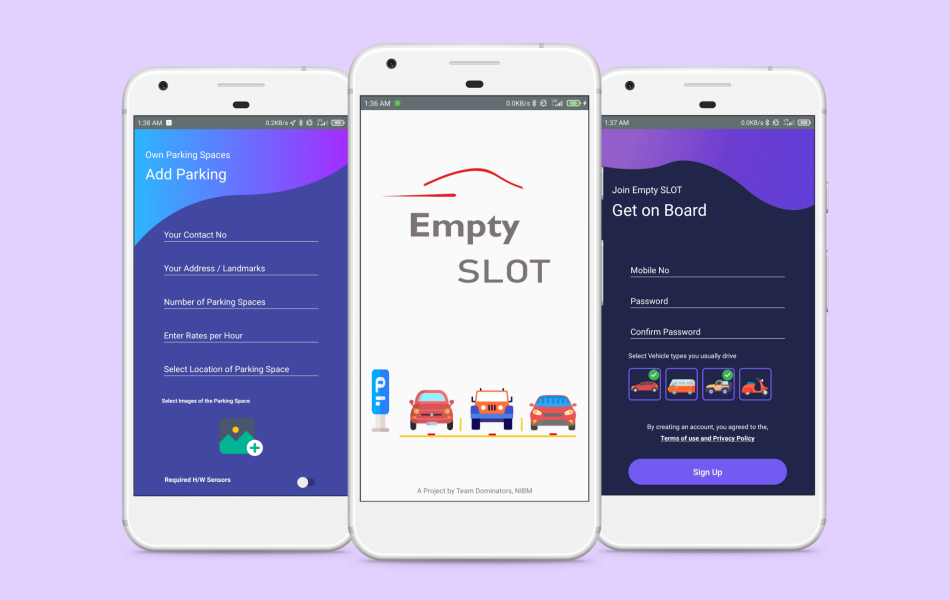 1:38 AM
0.2KB/s
Own Parking Spaces
Add Parking
Your Contact No
Your Address / Landmarks
Number of Parking Spaces
Enter Rates per Hour
Select Location of Parking Space
Select Images of the Parking Space
Required H/W Sensors
1:36 AM
0.0KB/s
Empty
SLOT
P
A Project by Team Dominators, NIBM
1:37 AM
0.0KB/s
Join Empty SLOT
Get on Board
Mobile No
Password
Confirm Password
Select Vehicle types you usually drive
By creating an account, you agreed to the,
Terms of use and Privacy Policy
Sign Up